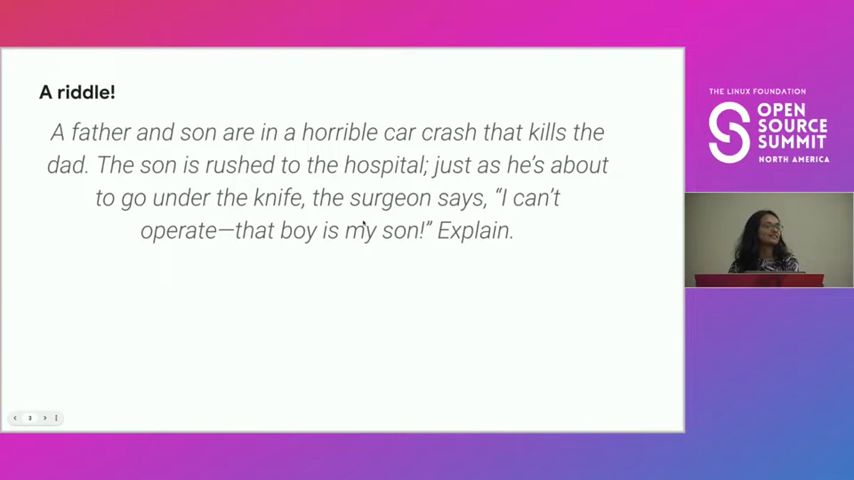 A riddle!
A father and son are in a horrible car crash that kills the
dad. The son is rushed to the hospital; just as he's about
to go under the knife, the surgeon says, “I can't
operate—that boy is my son!” Explain.
3
THE LINUX FOUNDATION
OPEN
SOURCE
SUMMIT
NORTH AMERICA